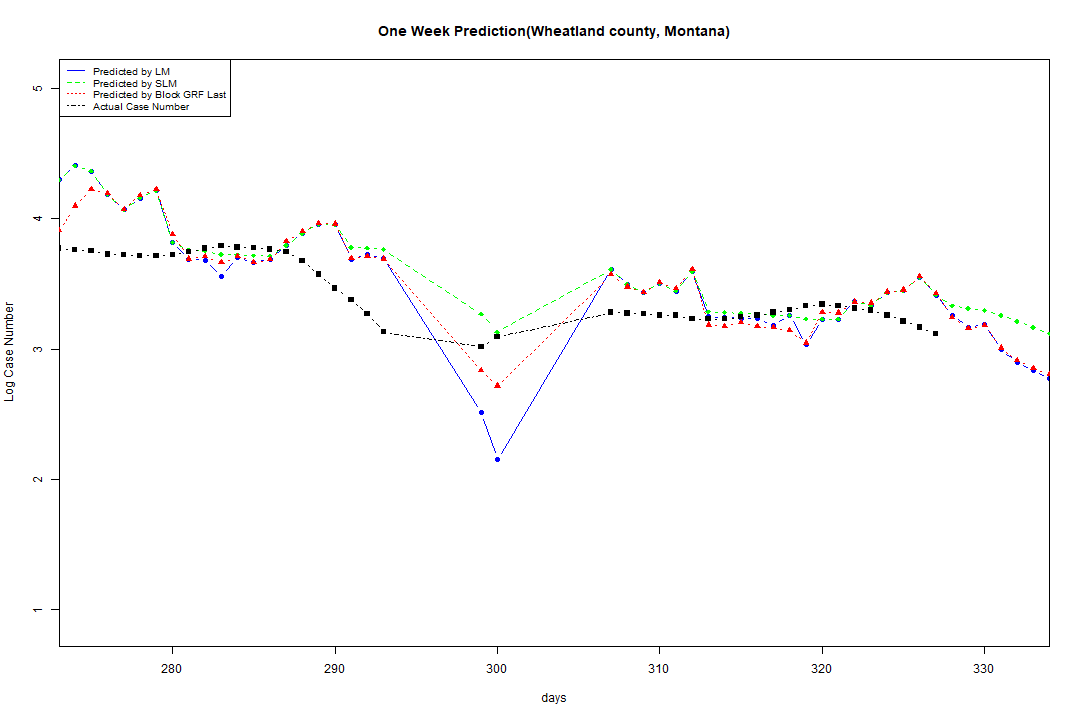 One Week Prediction(Wheatland county, Montana)
Predicted by LM
Predicted by SLM
Predicted by Block GRF Last
Actual Case Number
5
4
3
2
1
Log Case Number
280 290 300 310 320 330
days